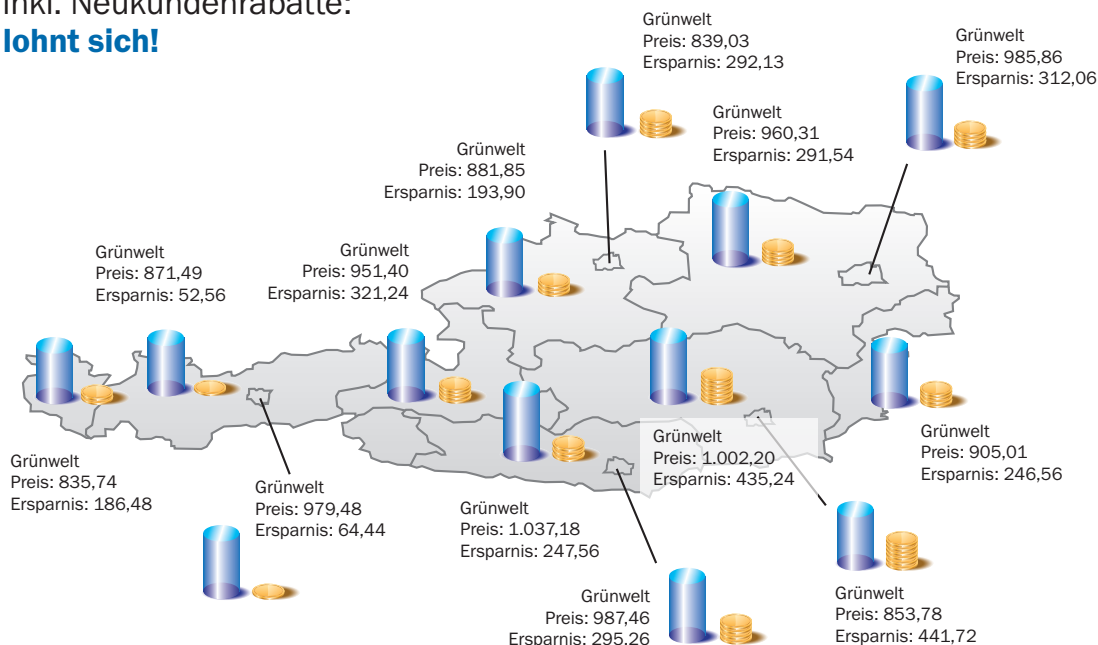 inkl. Neukundenrabatte:
lohnt sich!
Grünwelt
Preis: 839,03
Ersparnis: 292,13
Grünwelt
Preis: 985,86
Ersparnis: 312,06
Grünwelt
Preis: 960,31
Ersparnis: 291,54
Grünwelt
Preis: 881,85
Ersparnis: 193,90
Grünwelt
Preis: 951,40
Ersparnis: 321,24
Grünwelt
Preis: 871,49
Ersparnis: 52,56
Grünwelt
Preis: 835,74
Ersparnis: 186,48
Grünwelt
Preis: 979,48
Ersparnis: 64,44
Grünwelt
Preis: 1.037,18
Ersparnis: 247,56
Grünwelt
Preis: 1.002,20
Ersparnis: 435,24
Grünwelt
Preis: 905,01
Ersparnis: 246,56
Grünwelt
Preis: 987,46
Ersparnis: 295,26
Grünwelt
Preis: 853,78
Ersparnis: 441,72